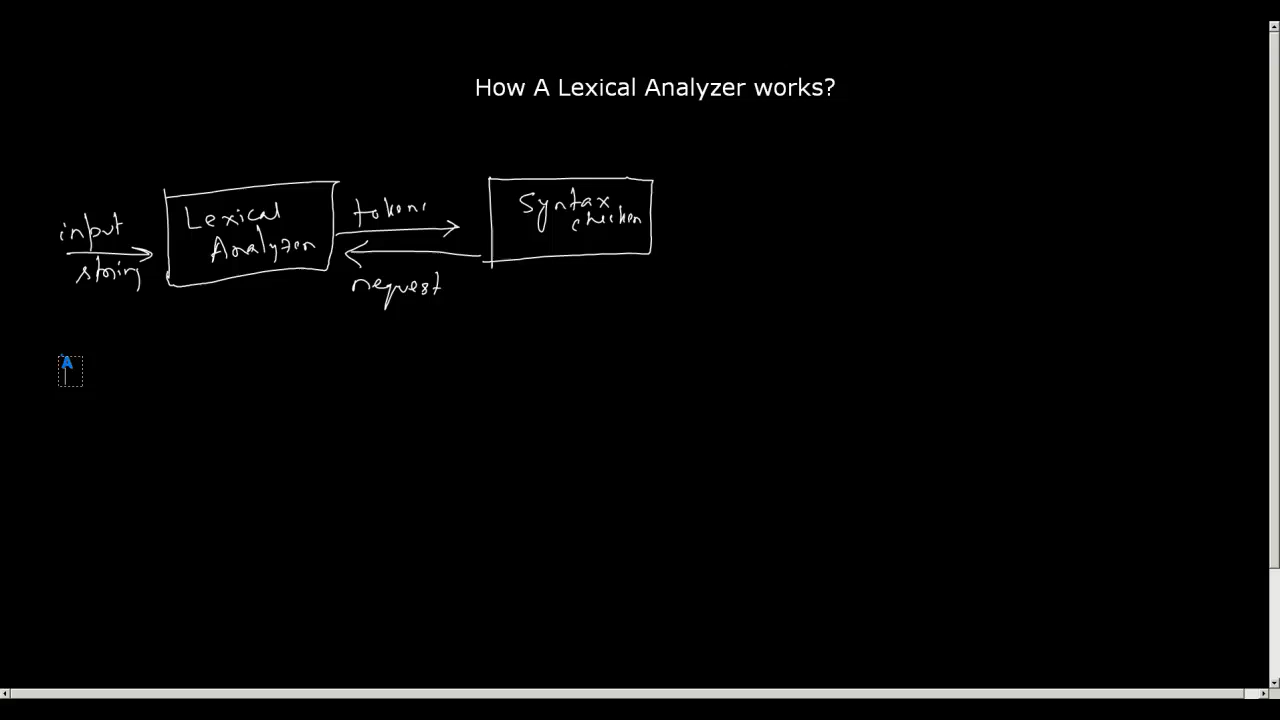 How A Lexical Analyzer works?
input
string
Lexical
Analyzer
tokens
request
Syntax
checker
A